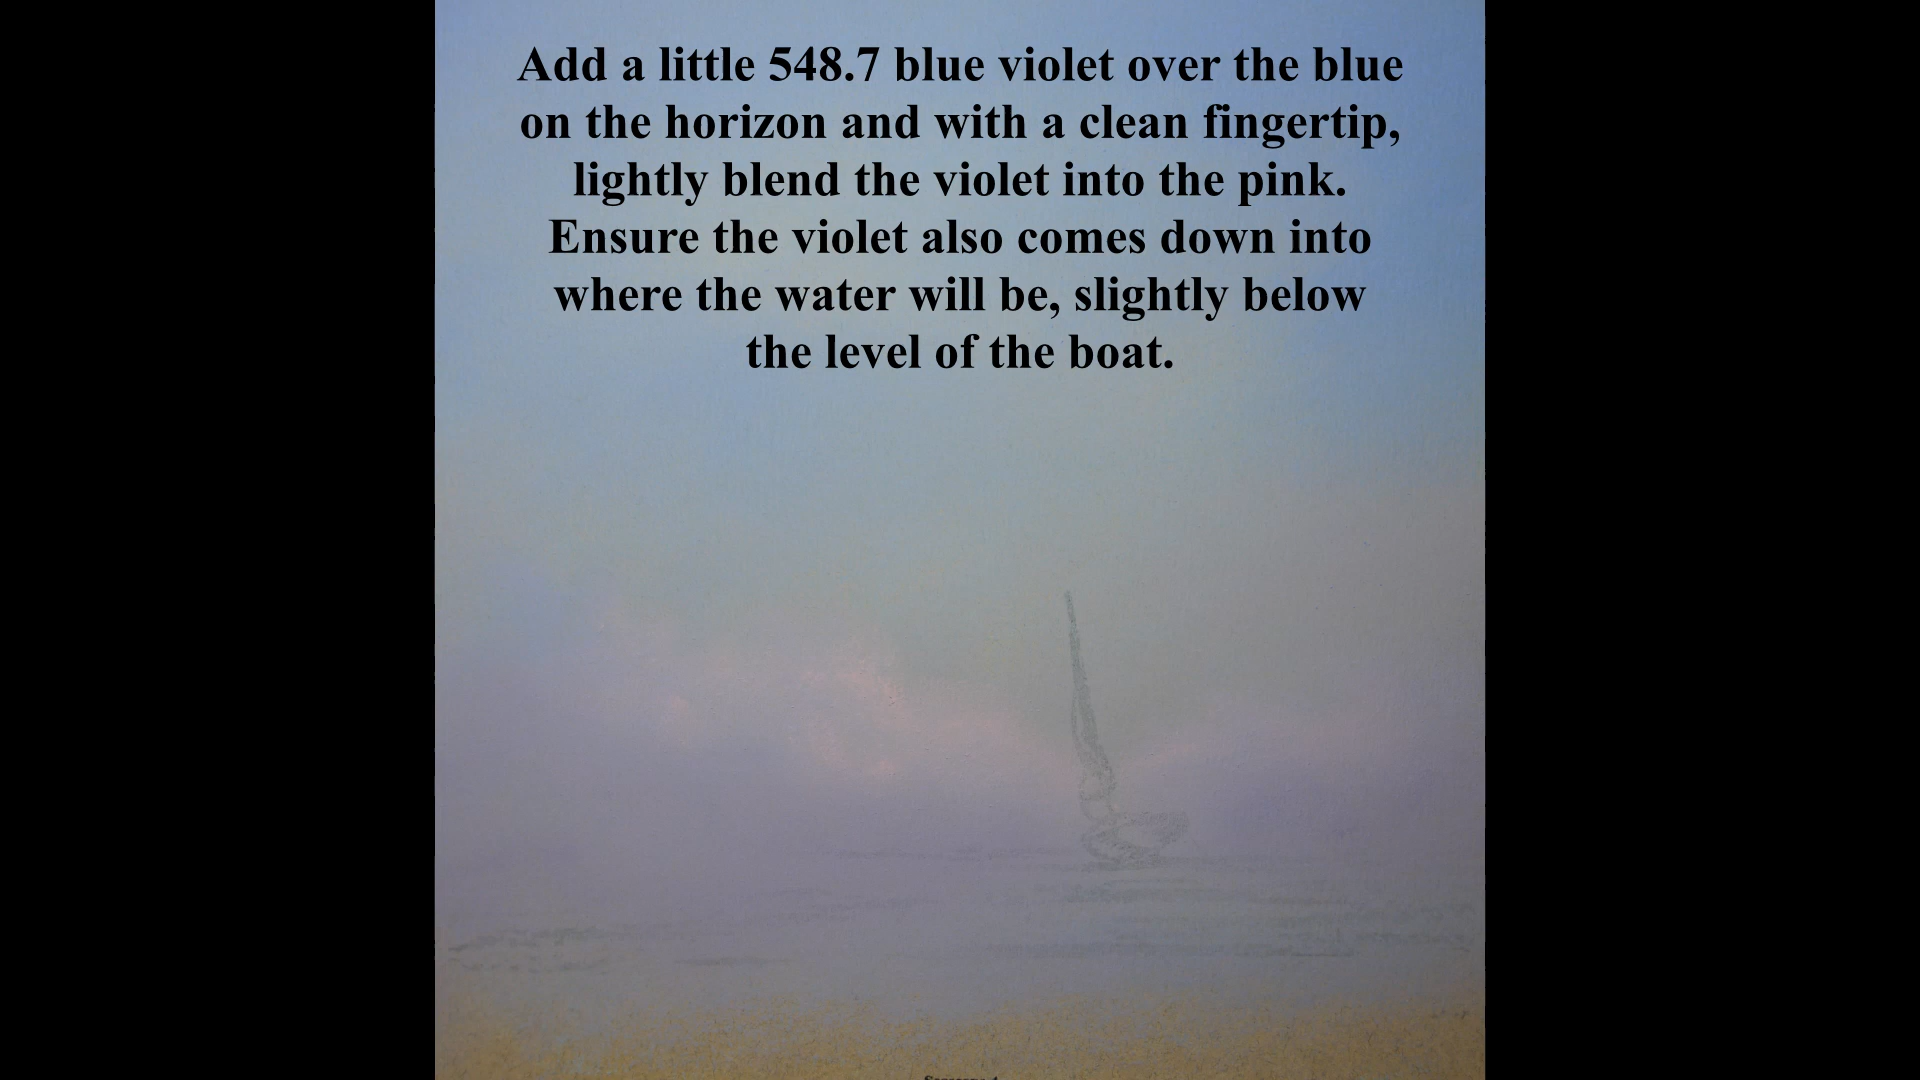 Add a little 548.7 blue violet over the blue
on the horizon and with a clean fingertip,
lightly blend the violet into the pink.
Ensure the violet also comes down into
where the water will be, slightly below
the level of the boat.